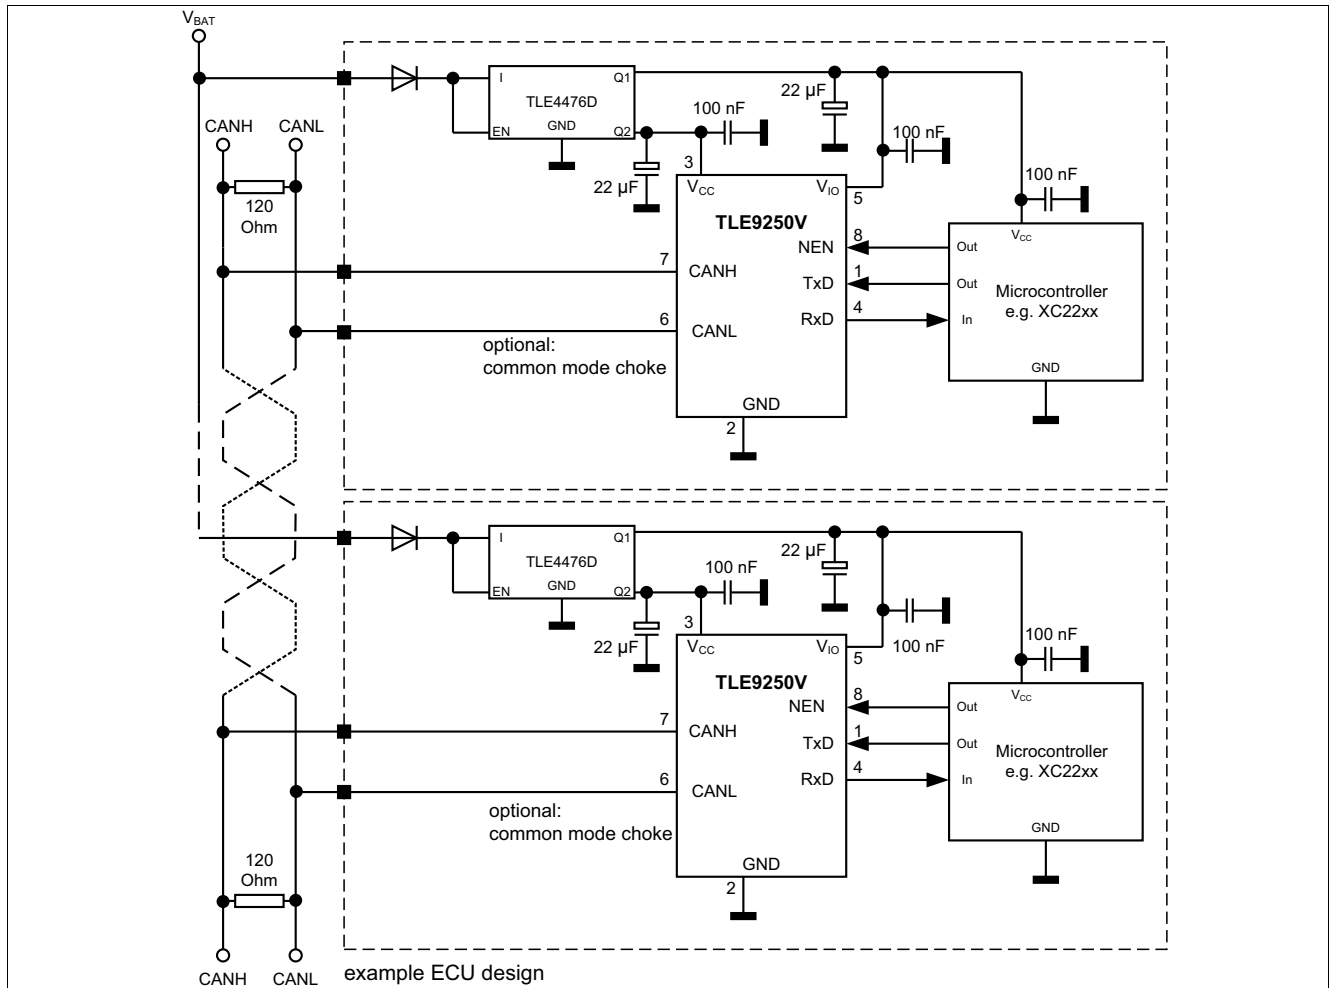 VBAT
CANH CANL
120
Ohm
I
Q1
TLE4476D
GND
EN
Q2
22 µF
100 nF
22 µF
100 nF
100 nF
3
VCC
VIO
5
TLE9250V
NEN
8
TxD
1
RxD
4
7
CANH
6
CANL
optional:
common mode choke
GND
2
VCC
Out
Out
In
Microcontroller
e.g. XC22xx
GND
I
Q1
TLE4476D
GND
EN
Q2
22 µF
100 nF
22 µF
100 nF
100 nF
3
VCC
VIO
5
TLE9250V
NEN
8
TxD
1
RxD
4
7
CANH
6
CANL
optional:
common mode choke
GND
2
VCC
Out
Out
In
Microcontroller
e.g. XC22xx
GND
120
Ohm
CANH CANL
example ECU design